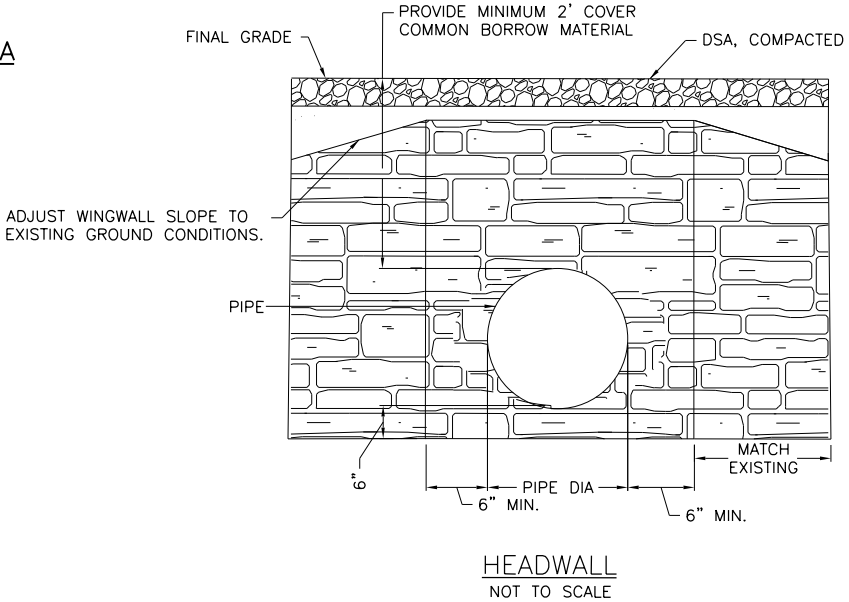 PROVIDE MINIMUM 2' COVER
COMMON BORROW MATERIAL
FINAL GRADE
DSA, COMPACTED
A
ADJUST WINGWALL SLOPE TO
EXISTING GROUND CONDITIONS.
PIPE
MATCH
EXISTING
6"
PIPE DIA
6" MIN.
6" MIN.
HEADWALL
NOT TO SCALE